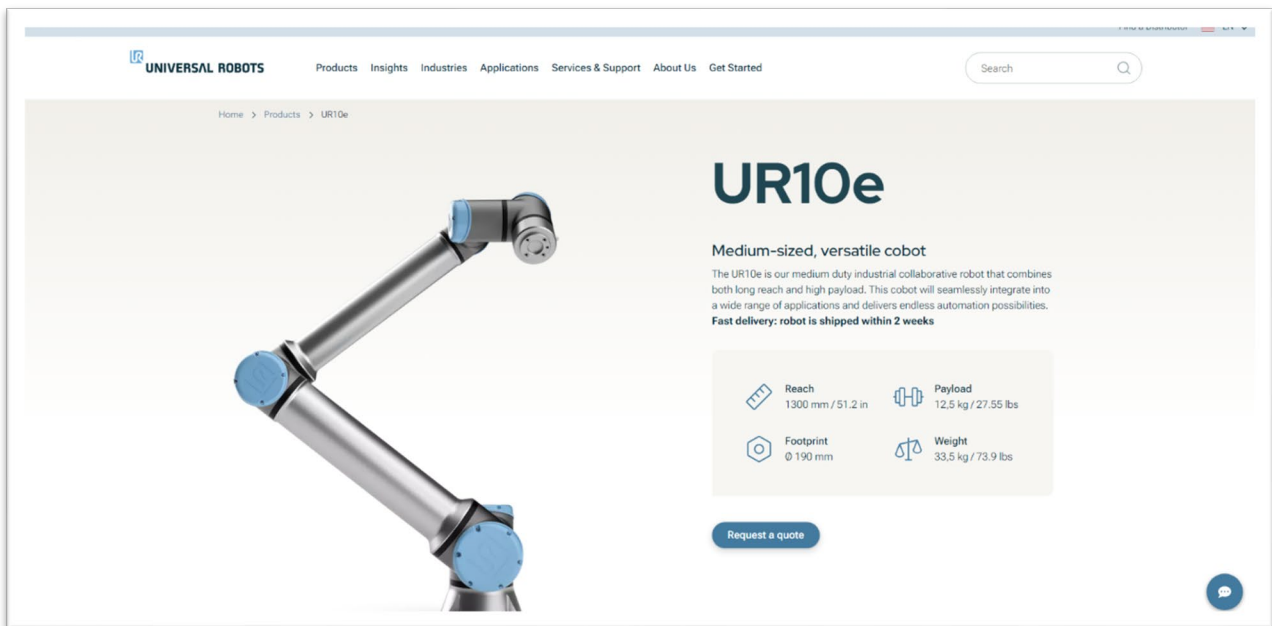 UNIVERSAL ROBOTS
Products Insights Industries Applications Services & Support About Us Get Started
Search
Home > Products > UR10e
UR10e
Medium-sized, versatile cobot
The UR10e is our medium duty industrial collaborative robot that combines
both long reach and high payload. This cobot will seamlessly integrate into
a wide range of applications and delivers endless automation possibilities.
Fast delivery: robot is shipped within 2 weeks
Reach
1300 mm / 51.2 in
Payload
12,5 kg / 27.55 lbs
Footprint
Ø 190 mm
Weight
33,5 kg / 73.9 lbs
Request a quote